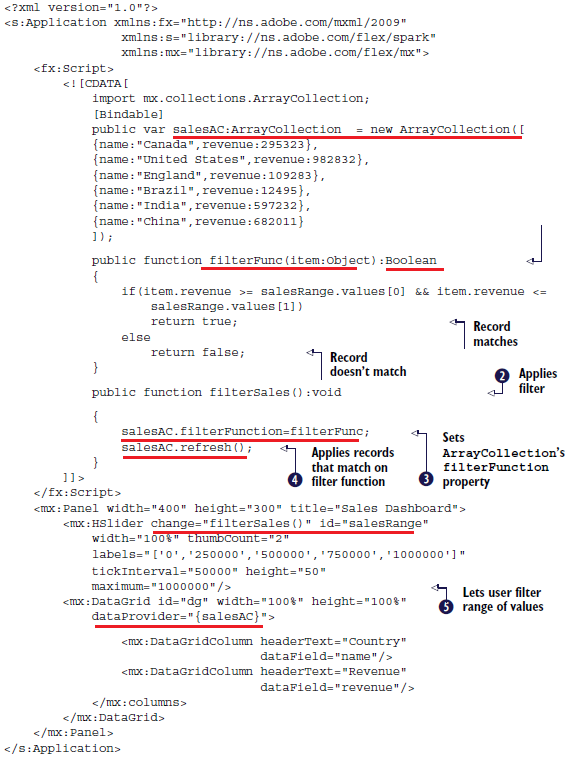 <?xml version="1.0"?>
<s:Application xmlns:fx="http://ns.adobe.com/mxml/2009"
xmlns:s="library://ns.adobe.com/flex/spark"
xmlns:mx="library://ns.adobe.com/flex/mx">
<fx:Script>
<![CDATA[
import mx.collections.ArrayCollection;
[Bindable]
public var salesAC:ArrayCollection = new ArrayCollection([
{name:"Canada",revenue:295323},
{name:"United States",revenue:982832},
{name:"England",revenue:109283},
{name:"Brazil",revenue:12495},
{name:"India",revenue:597232},
{name:"China",revenue:682011}
]);
public function filterFunc(item:Object):Boolean
{
if(item.revenue >= salesRange.values[0] && item.revenue <=
salesRange.values[1])
return true;
Record
matches
else
return false;
Record
doesn't match
}
2 Applies
filter
public function filterSales():void
{
salesAC.filterFunction=filterFunc;
3 Sets
ArrayCollection's
filterFunction
property
salesAC.refresh();
4 Applies records
that match on
filter function
}
]]>
</fx:Script>
<mx:Panel width="400" height="300" title="Sales Dashboard">
<mx:HSlider change="filterSales()" id="salesRange"
width="100%" thumbCount="2"
labels="['0','250000','500000','750000','1000000']"
tickInterval="50000" height="50"
maximum="1000000"/>
5 Lets user filter
range of values
<mx:DataGrid id="dg" width="100%" height="100%"
dataProvider="{salesAC}">
<mx:DataGridColumn headerText="Country"
dataField="name"/>
<mx:DataGridColumn headerText="Revenue"
dataField="revenue"/>
</mx:columns>
</mx:DataGrid>
</mx:Panel>
</s:Application>